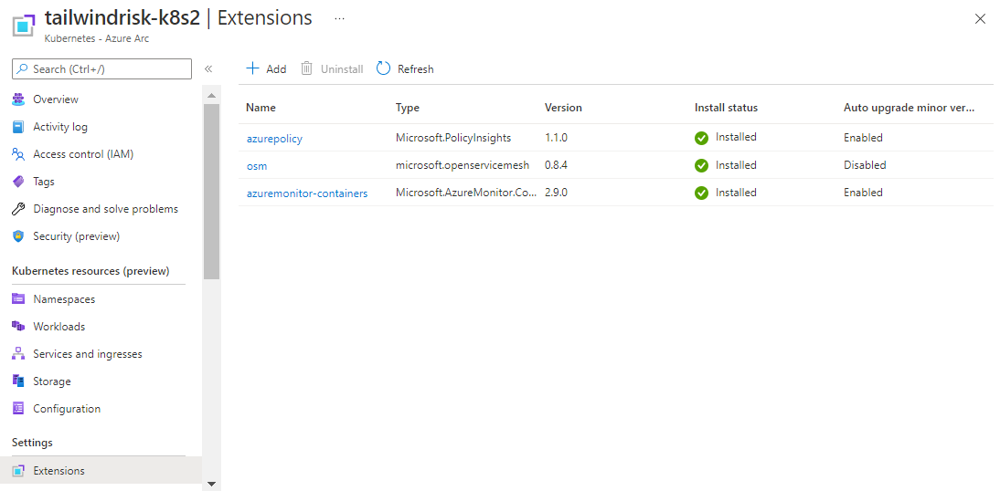 tailwindrisk-k8s2 | Extensions ...
Kubernetes - Azure Arc
Search (Ctrl+/)
«
Overview
Activity log
Access control (IAM)
Tags
Diagnose and solve problems
Security (preview)
Kubernetes resources (preview)
Namespaces
Workloads
Services and ingresses
Storage
Configuration
Settings
Extensions
Add Uninstall Refresh
Name Type Version Install status Auto upgrade minor ver...
azurepolicy Microsoft.PolicyInsights 1.1.0 Installed Enabled
osm microsoft.openservicemesh 0.8.4 Installed Disabled
azuremonitor-containers Microsoft.AzureMonitor.Co... 2.9.0 Installed Enabled